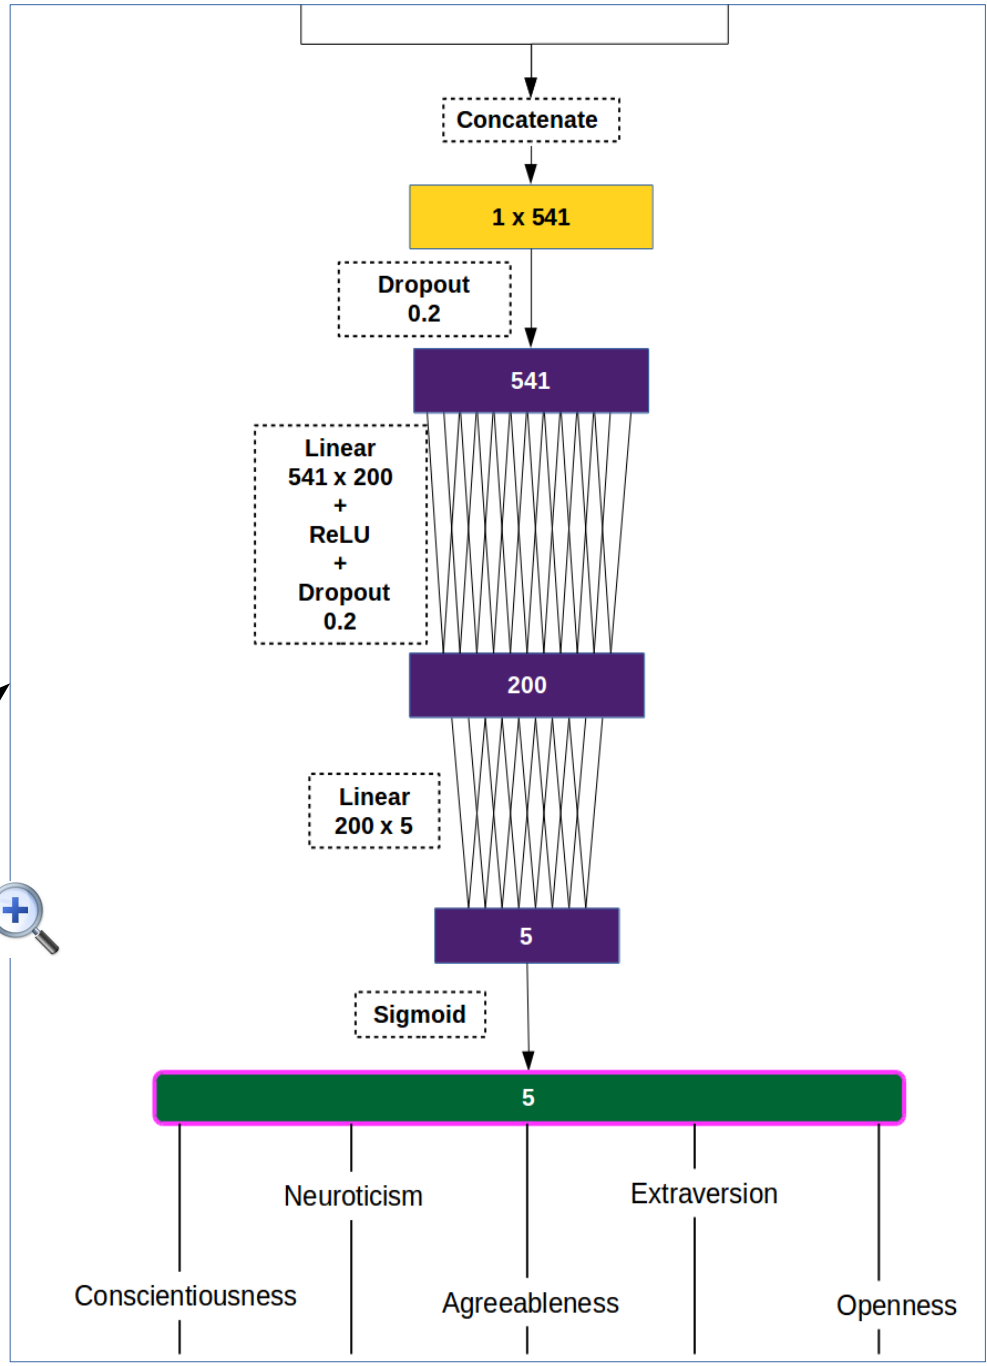 Concatenate
1 x 541
Dropout
0.2
541
Linear
541 x 200
+
ReLU
+
Dropout
0.2
200
Linear
200 x 5
5
Sigmoid
5
Neuroticism
Extraversion
Conscientiousness
Agreeableness
Openness